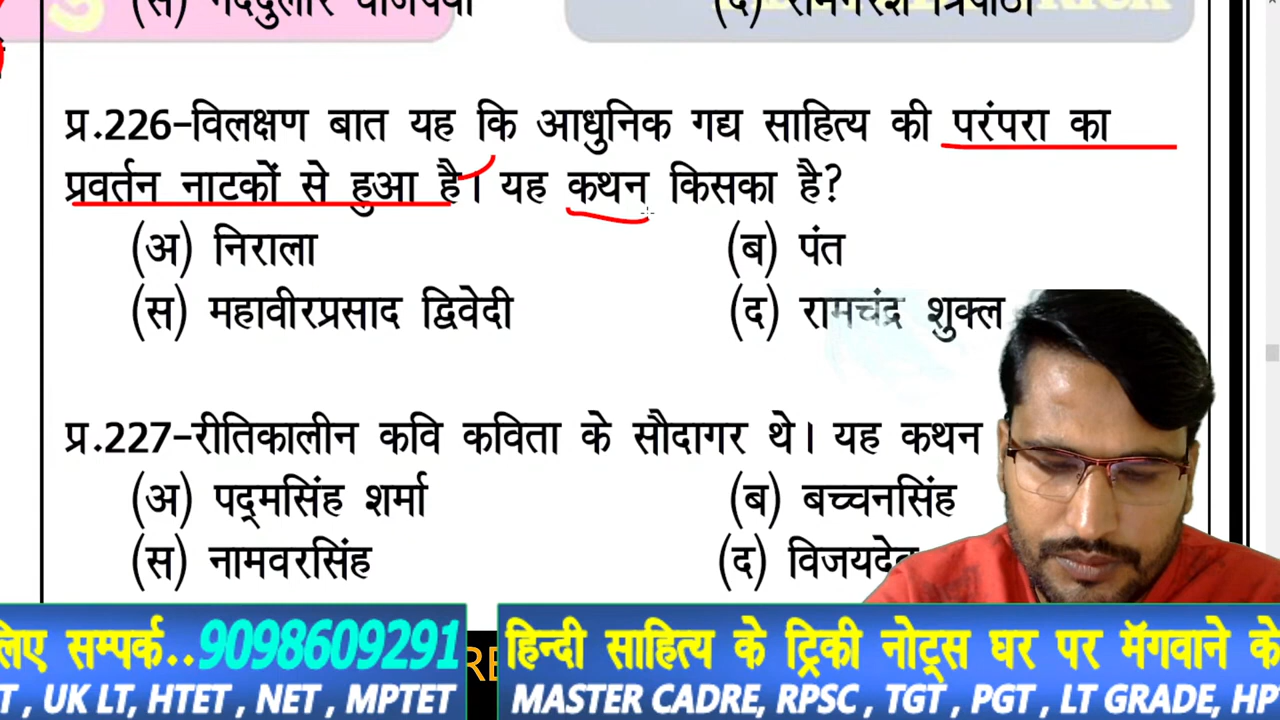 प्र.226-विलक्षण बात यह कि आधुनिक गद्य साहित्य की परंपरा का
प्रवर्तन नाटकों से हुआ है। यह कथन किसका है?
(अ) निराला (ब) पंत
(स) महावीरप्रसाद द्विवेदी (द) रामचंद्र शुक्ल
प्र.227-रीतिकालीन कवि कविता के सौदागर थे। यह कथन
(अ) पद्मसिंह शर्मा (ब) बच्चनसिंह
(स) नामवरसिंह (द) विजयदेव
लिए सम्पर्क..9098609291 हिन्दी साहित्य के ट्रिकी नोट्स घर पर मँगवाने के
T , UK LT, HTET , NET , MPTET MASTER CADRE, RPSC , TGT , PGT , LT GRADE, HP